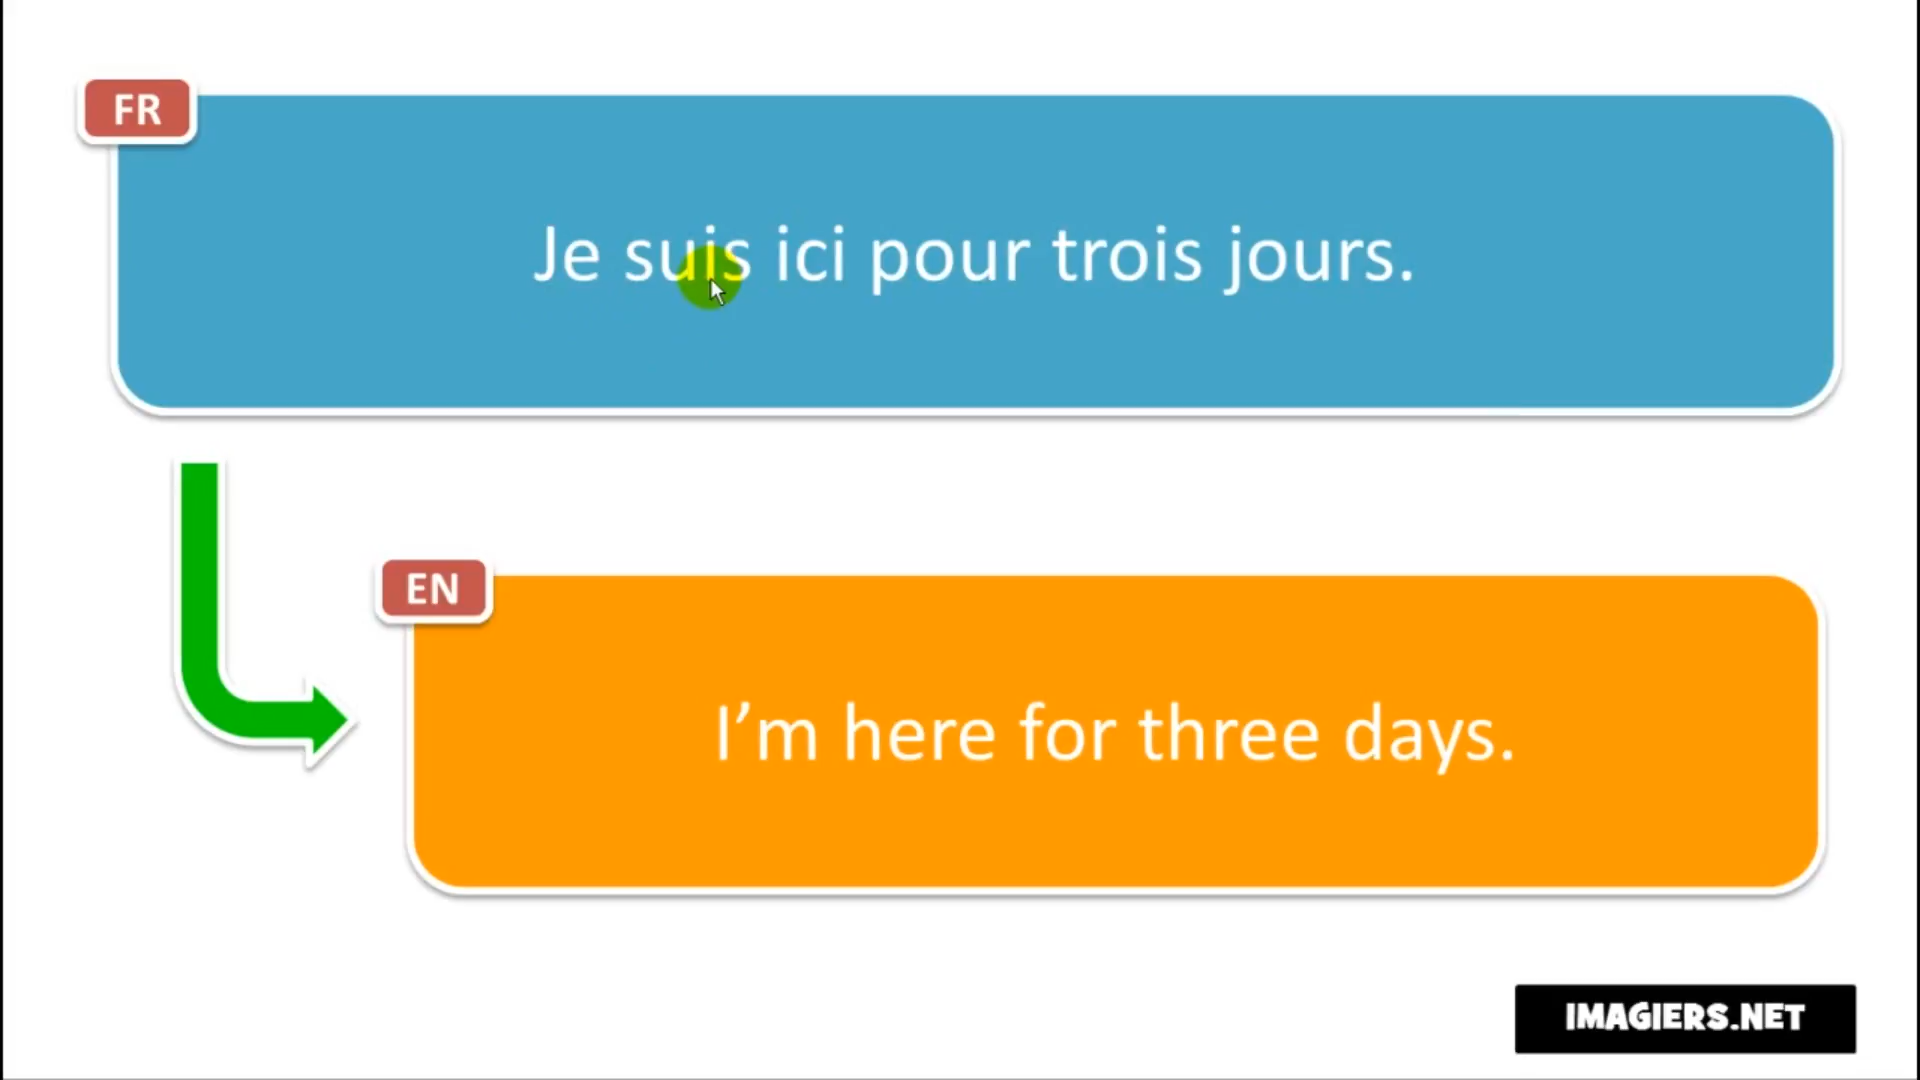 FR
Je suis ici pour trois jours.
EN
I’m here for three days.
IMAGIERS.NET